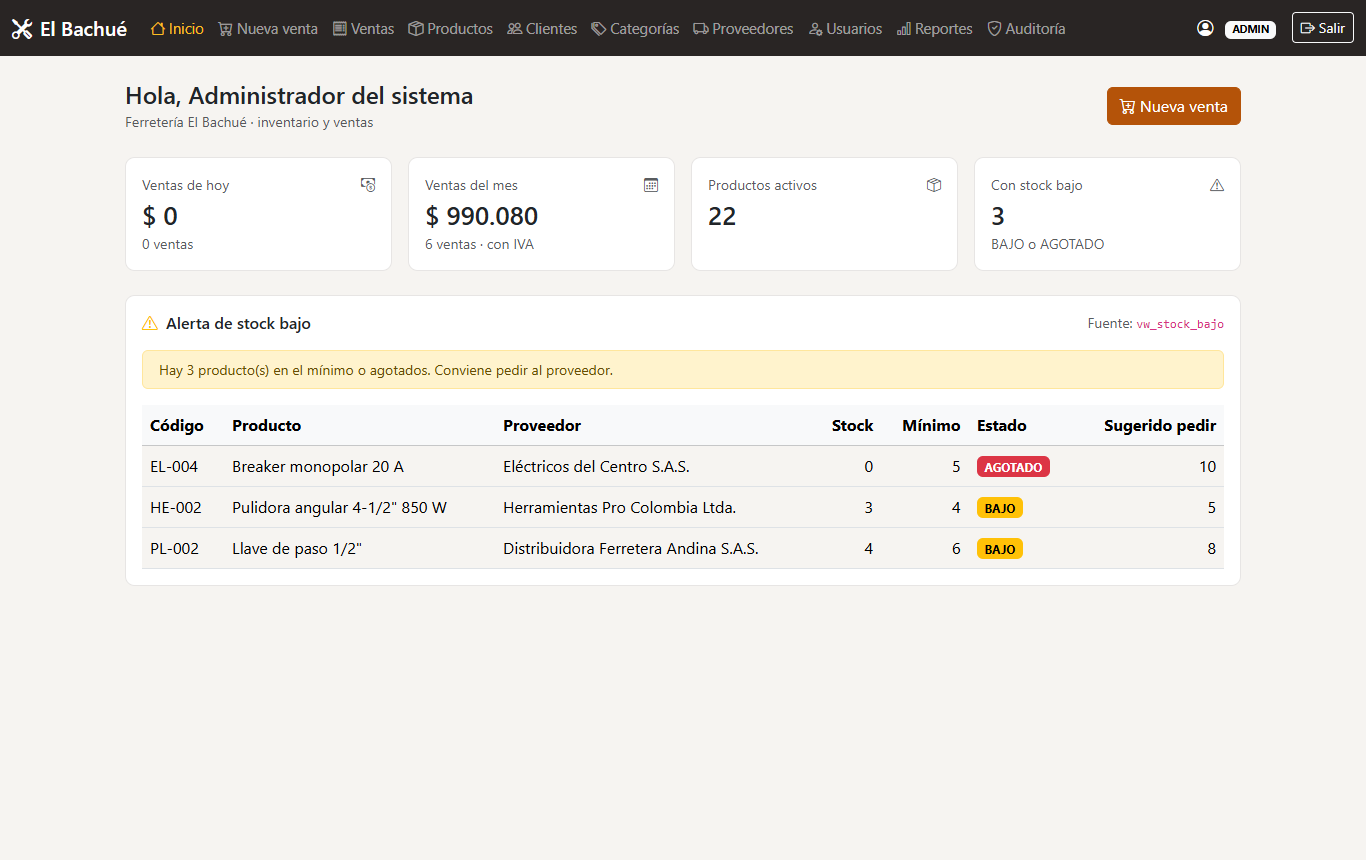 El Bachué Inicio Nueva venta Ventas Productos Clientes Categorías Proveedores Usuarios Reportes Auditoría ADMIN Salir
Hola, Administrador del sistema
Ferretería El Bachué · inventario y ventas
Nueva venta
Ventas de hoy
$ 0
0 ventas
Ventas del mes
$ 990.080
6 ventas · con IVA
Productos activos
22
Con stock bajo
3
BAJO o AGOTADO
Alerta de stock bajo
Fuente: vw_stock_bajo
Hay 3 producto(s) en el mínimo o agotados. Conviene pedir al proveedor.
Código Producto Proveedor Stock Mínimo Estado Sugerido pedir
EL-004 Breaker monopolar 20 A Eléctricos del Centro S.A.S. 0 5 AGOTADO 10
HE-002 Pulidora angular 4-1/2" 850 W Herramientas Pro Colombia Ltda. 3 4 BAJO 5
PL-002 Llave de paso 1/2" Distribuidora Ferretera Andina S.A.S. 4 6 BAJO 8